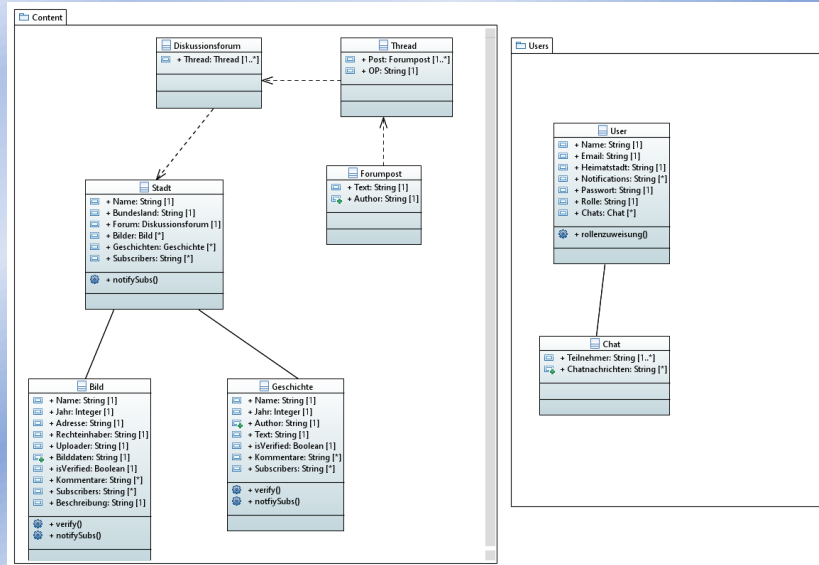 Content
Diskussionsforum
+ Thread: Thread [1..*]
Thread
+ Post: Forumpost [1..*]
+ OP: String [1]
Forumpost
+ Text: String [1]
+ Author: String [1]
Stadt
+ Name: String [1]
+ Bundesland: String [1]
+ Forum: Diskussionsforum [1]
+ Bilder: Bild [*]
+ Geschichten: Geschichte [*]
+ Subscribers: String [*]
+ notifySubs()
Bild
+ Name: String [1]
+ Jahr: Integer [1]
+ Adresse: String [1]
+ Rechteinhaber: String [1]
+ Uploader: String [1]
+ Bilddaten: String [1]
+ isVerified: Boolean [1]
+ Kommentare: String [*]
+ Subscribers: String [*]
+ Beschreibung: String [1]
+ verify()
+ notifySubs()
Geschichte
+ Name: String [1]
+ Jahr: Integer [1]
+ Author: String [1]
+ Text: String [1]
+ isVerified: Boolean [1]
+ Kommentare: String [*]
+ Subscribers: String [*]
+ verify()
+ notfiySubs()
Users
User
+ Name: String [1]
+ Email: String [1]
+ Heimatstadt: String [1]
+ Notifications: String [*]
+ Passwort: String [1]
+ Rolle: String [1]
+ Chats: Chat [*]
+ rollenzuweisung()
Chat
+ Teilnehmer: String [1..*]
+ Chatnachrichten: String [*]